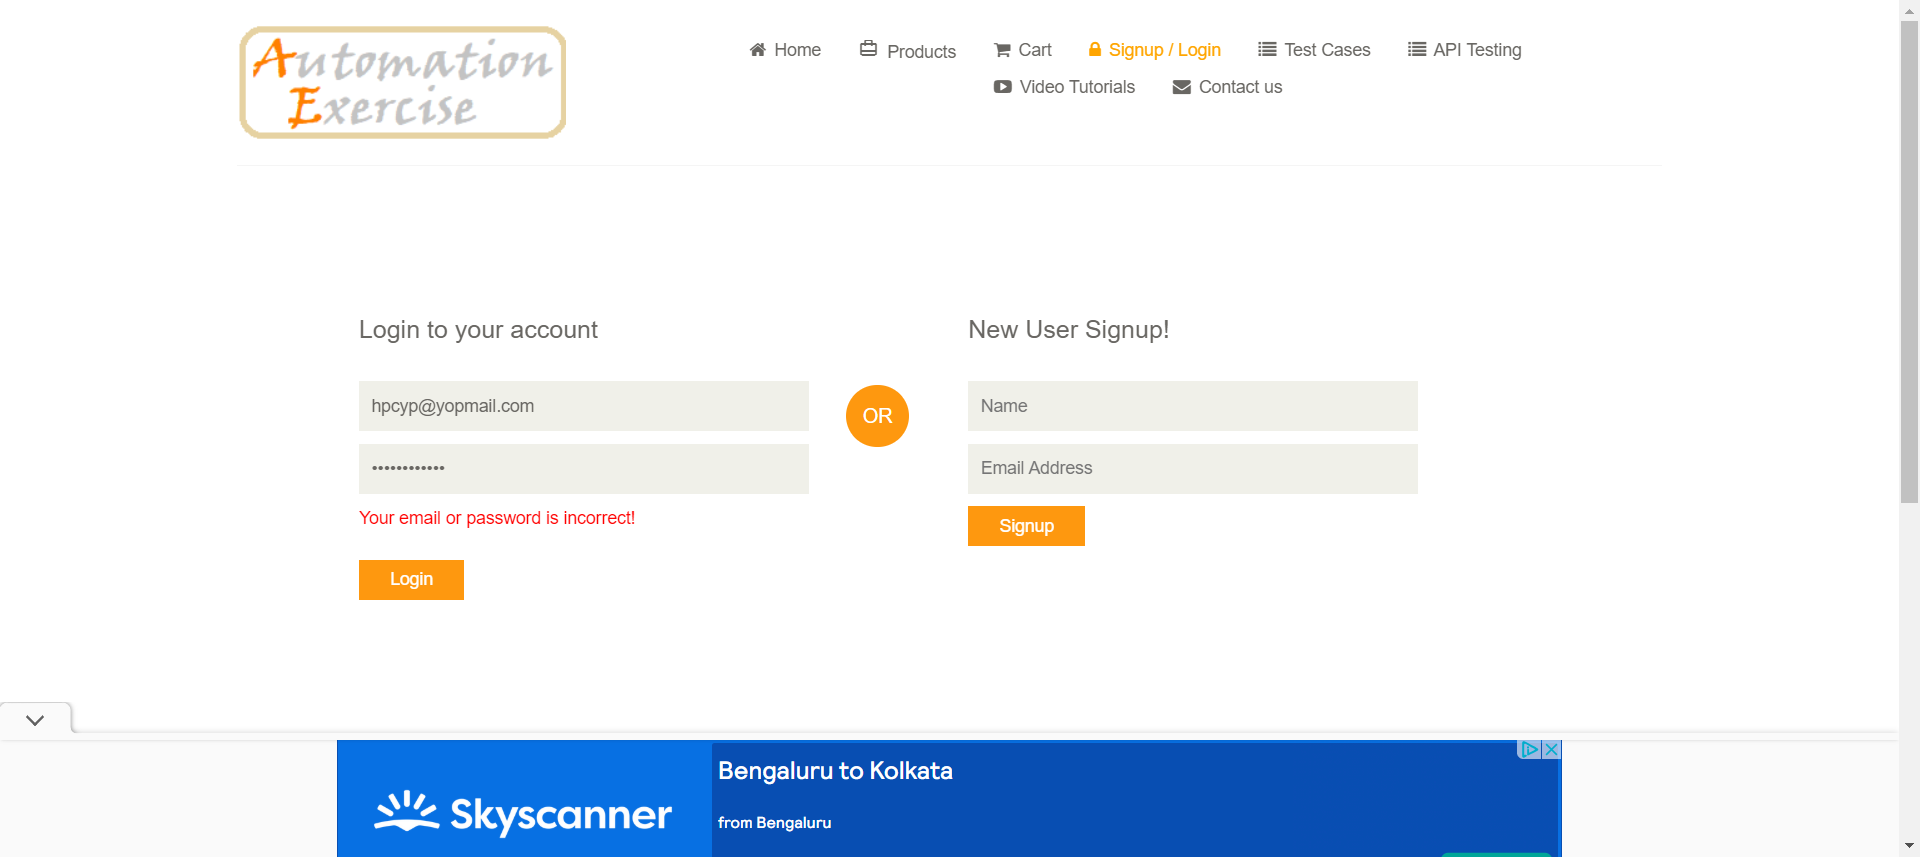 Automation
Exercise
Home
Products
Cart
Signup / Login
Test Cases
API Testing
Video Tutorials
Contact us
Login to your account
hpcyp@yopmail.com
••••••••••••
Your email or password is incorrect!
Login
OR
New User Signup!
Name
Email Address
Signup
Skyscanner
Bengaluru to Kolkata
from Bengaluru